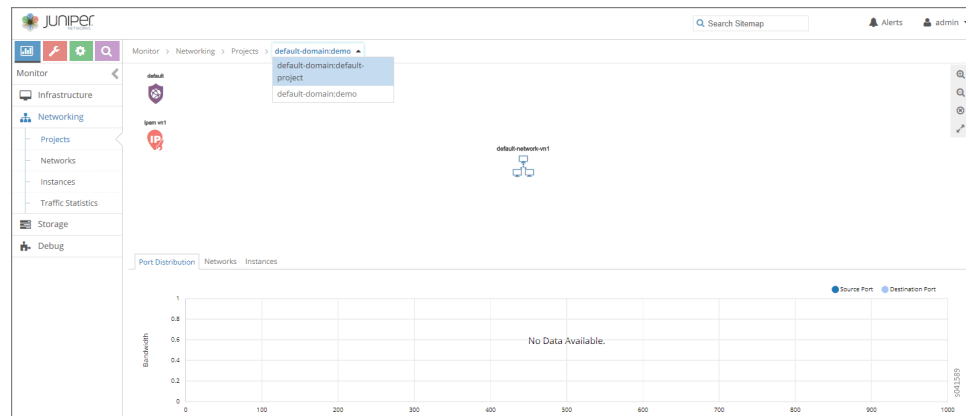 JUNIPER
NETWORKS
Search Sitemap
Alerts
admin
Monitor > Networking > Projects > default-domain:demo
default-domain:default-
project
default-domain:demo
Monitor
Infrastructure
Networking
Projects
Networks
Instances
Traffic Statistics
Storage
Debug
default
ipam vn1
IP
default-network-vn1
Port Distribution Networks Instances
Source Port Destination Port
1
0.8
0.6
0.4
0.2
0
Bandwidth
No Data Available.
0 100 200 300 400 500 600 700 800 900 1000
s041589